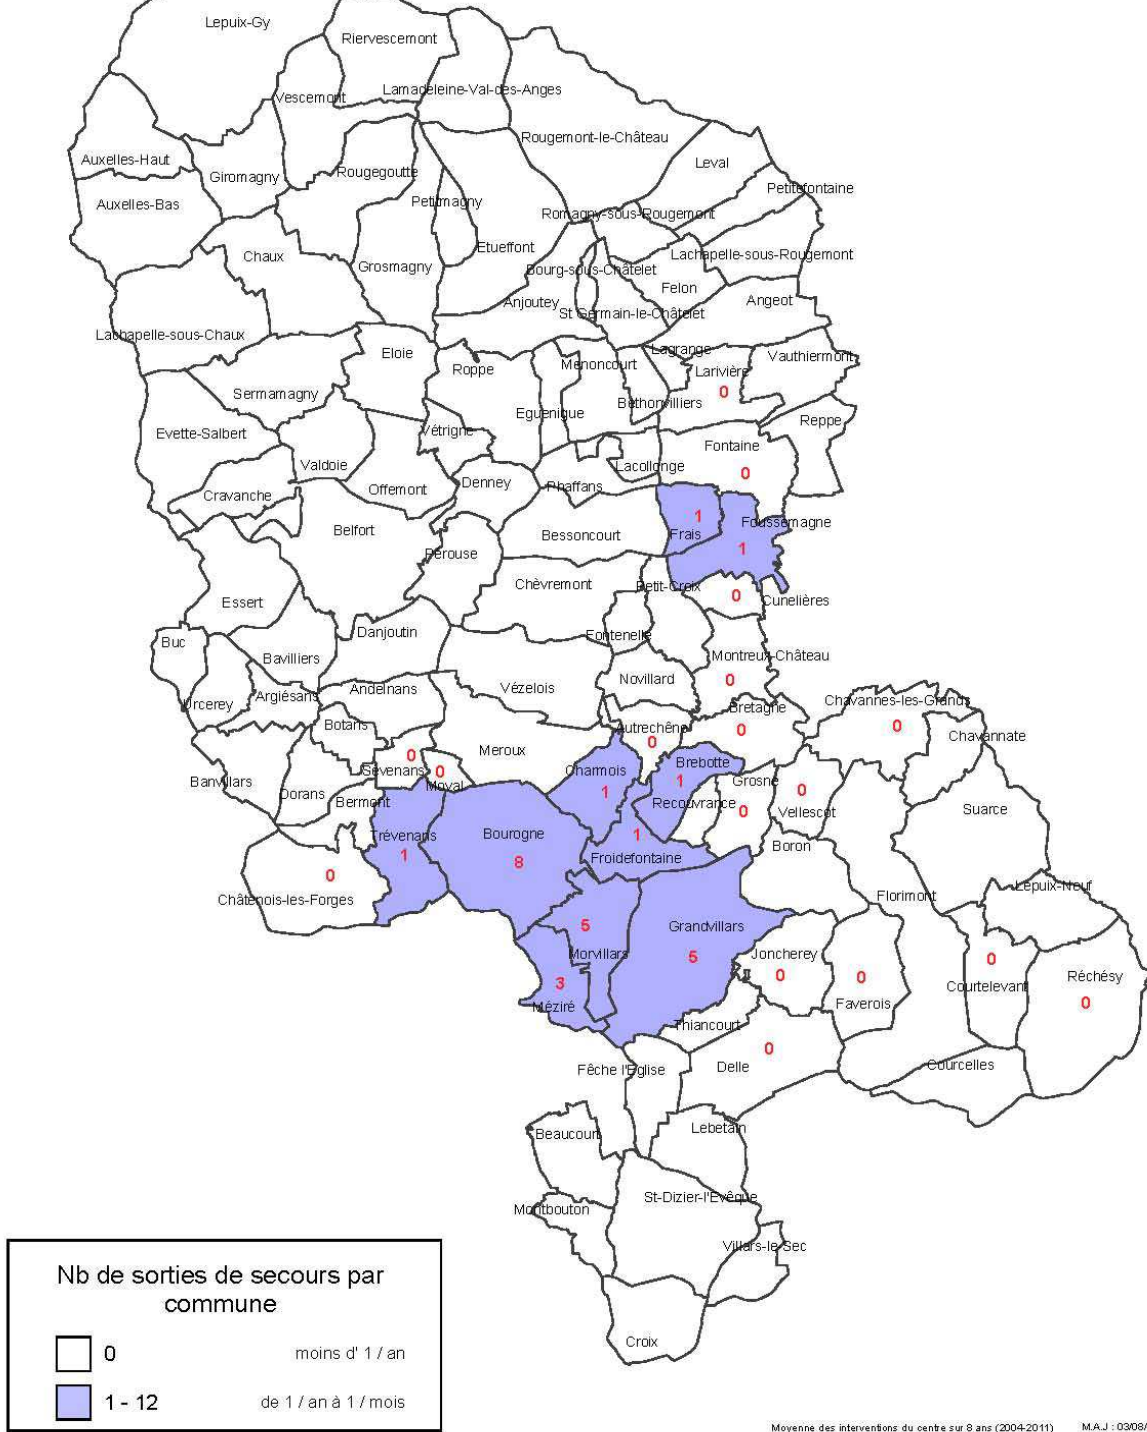 Lepuix-Gy
Riervescemont
Lamadeleine-Val-des-Anges
Vescemont
Rougemont-le-Château
Auxelles-Haut
Leval
Giromagny
Rougegoutte
Petitefontaine
Auxelles-Bas
Petitmagny
Romagny-sous-Rougemont
Etueffont
Chaux
Lachapelle-sous-Rougemont
Grosmagny
Bourg-sous-Châtelet
Felon
Anjoutey
Angeot
St Germain-le-Châtelet
Lachapelle-sous-Chaux
Eloie
Lagrange
Vauthiermont
Menoncourt
Roppe
Larivière
0
Sermamagny
Bethonvilliers
Eguenigue
Reppe
Evette-Salbert
Vétrigne
Fontaine
0
Valdoie
Lacollonge
Offemont
Denney
Phaffans
Cravanche
1
Foussemagne
Belfort
Bessoncourt
Frais
1
Pérouse
Chèvremont
Petit-Croix
0
Cunelières
Essert
Danjoutin
Fontenelle
Buc
Bavilliers
Montreux-Château
Novillard
0
Andelnans
Vézelois
Argiésans
Urcerey
Chavannes-les-Grands
Bretagne
Botans
Autrechêne
0
0
Chavannate
0
Meroux
0
Sévenans
0
Moval
Charmois
Brebotte
Banvillars
Grosne
1
1
0
Dorans
Bermont
Recouvrance
Vellescot
Suarce
0
Trévenans
Bourogne
1
Boron
1
8
Froidefontaine
0
Châtenois-les-Forges
Florimont
Lepuix-Neuf
5
Grandvillars
Morvillars
5
Joncherey
0
0
0
Courtelevant
Réchésy
3
Méziré
Faverois
0
Thiancourt
0
Fêche l'Eglise
Delle
Courcelles
Beaucourt
Lebetain
St-Dizier-l'Evêque
Montbouton
Villars-le-Sec
Croix
Nb de sorties de secours par
commune
0 moins d' 1 / an
1 - 12 de 1 / an à 1 / mois
Moyenne des interventions du centre sur 8 ans (2004-2011) M.A.J : 03/08/